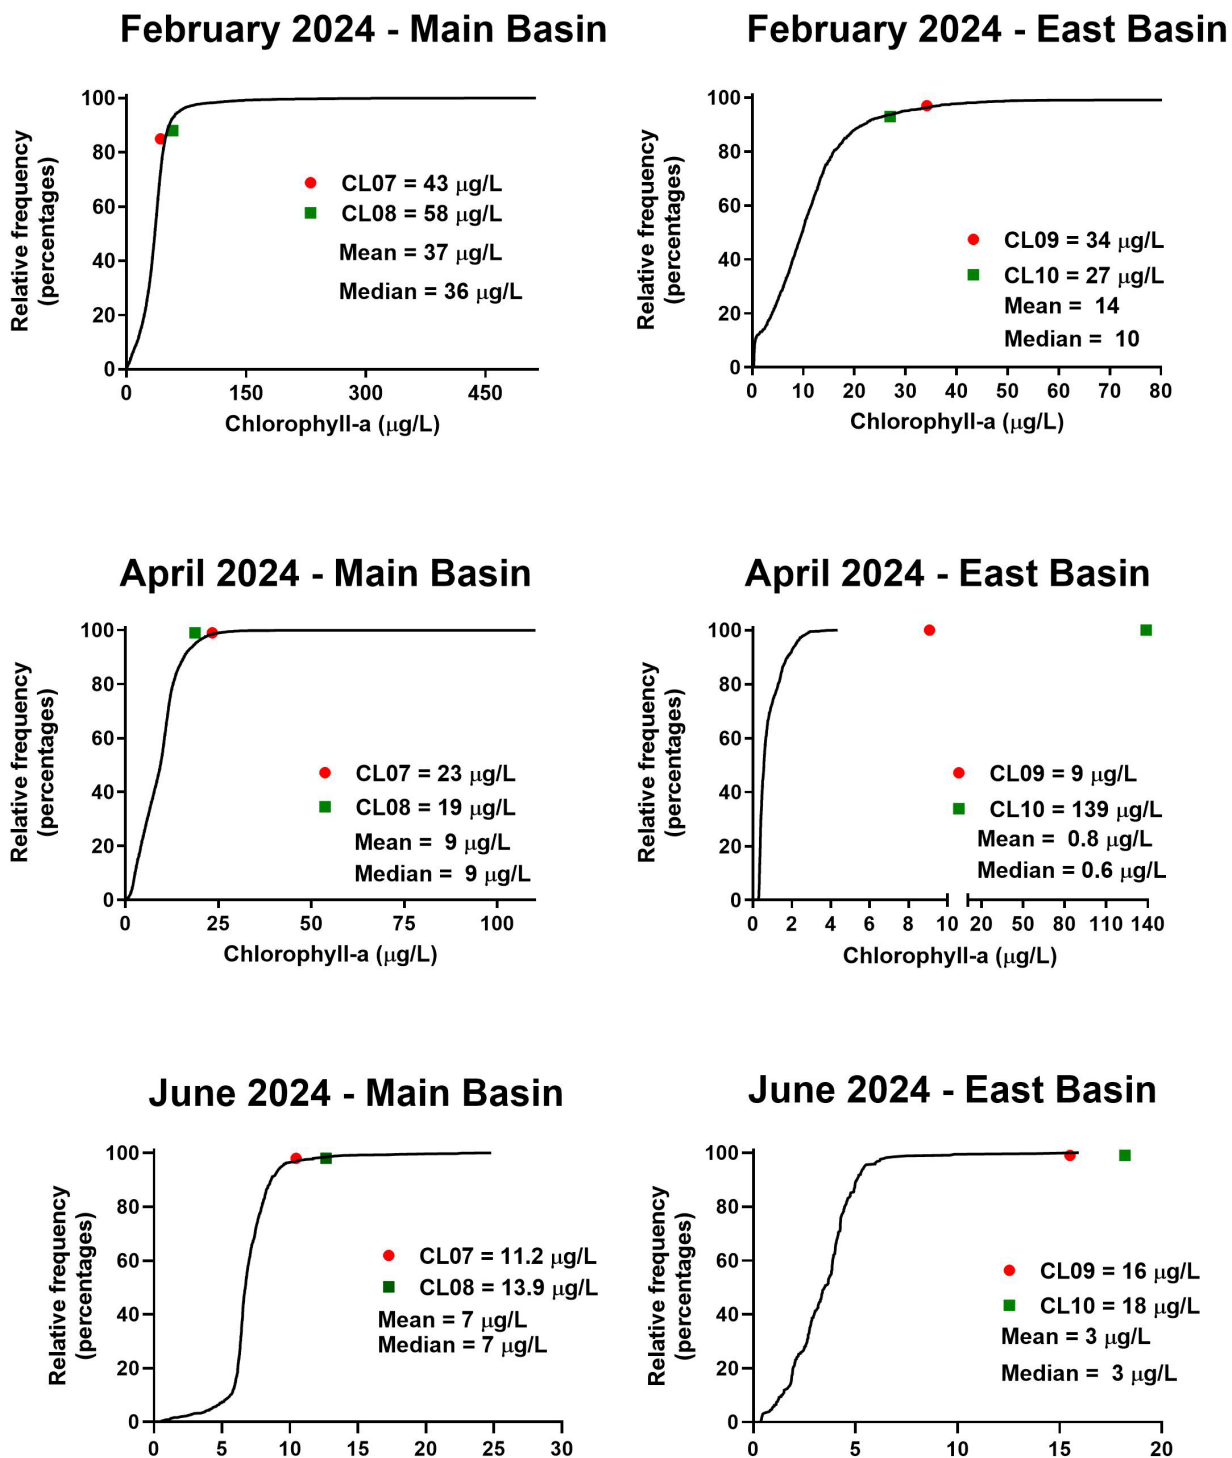 February 2024 - Main Basin
Relative frequency
(percentages)
100
80
60
40
20
0
CL07 = 43 μg/L
CL08 = 58 μg/L
Mean = 37 μg/L
Median = 36 μg/L
0 150 300 450
Chlorophyll-a (μg/L)
February 2024 - East Basin
Relative frequency
(percentages)
100
80
60
40
20
0
CL09 = 34 μg/L
CL10 = 27 μg/L
Mean = 14
Median = 10
0 10 20 30 40 50 60 70 80
Chlorophyll-a (μg/L)
April 2024 - Main Basin
Relative frequency
(percentages)
100
80
60
40
20
0
CL07 = 23 μg/L
CL08 = 19 μg/L
Mean = 9 μg/L
Median = 9 μg/L
0 25 50 75 100
Chlorophyll-a (μg/L)
April 2024 - East Basin
Relative frequency
(percentages)
100
80
60
40
20
0
CL09 = 9 μg/L
CL10 = 139 μg/L
Mean = 0.8 μg/L
Median = 0.6 μg/L
0 2 4 6 8 10 20 50 80 110 140
Chlorophyll-a (μg/L)
June 2024 - Main Basin
Relative frequency
(percentages)
100
80
60
40
20
0
CL07 = 11.2 μg/L
CL08 = 13.9 μg/L
Mean = 7 μg/L
Median = 7 μg/L
0 5 10 15 20 25 30
June 2024 - East Basin
Relative frequency
(percentages)
100
80
60
40
20
0
CL09 = 16 μg/L
CL10 = 18 μg/L
Mean = 3 μg/L
Median = 3 μg/L
0 5 10 15 20